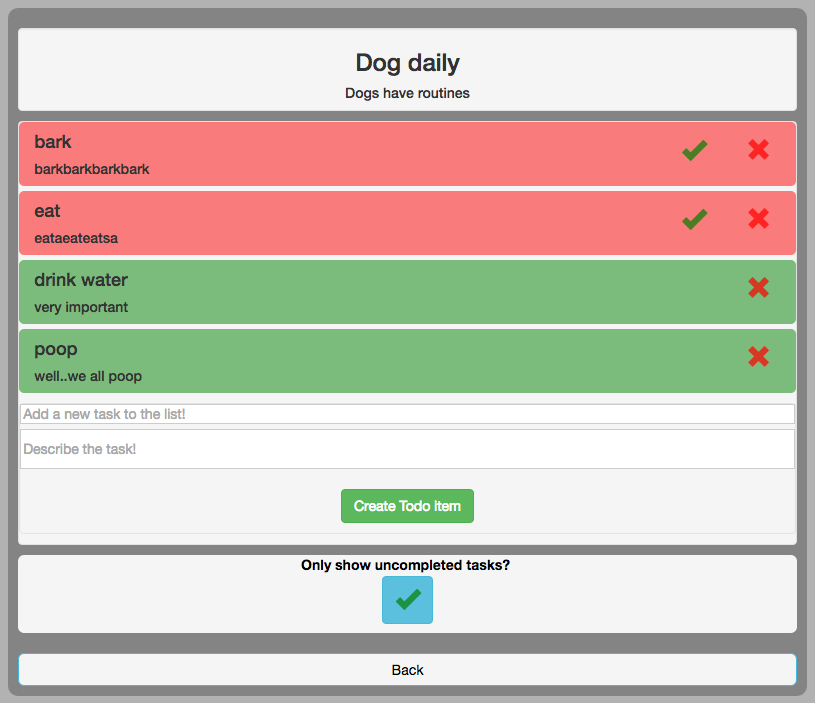 Dog daily
Dogs have routines
bark
barkbarkbarkbark
eat
eataeateatsa
drink water
very important
poop
well..we all poop
Add a new task to the list!
Describe the task!
Create Todo item
Only show uncompleted tasks?
Back